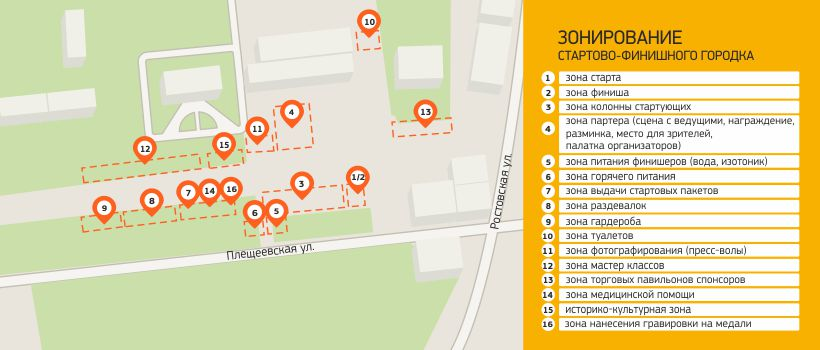 ЗОНИРОВАНИЕ
СТАРТОВО-ФИНИШНОГО ГОРОДКА
1 зона старта
2 зона финиша
3 зона колонны стартующих
4 зона партера (сцена с ведущими, награждение,
разминка, место для зрителей,
палатка организаторов)
5 зона питания финишеров (вода, изотоник)
6 зона горячего питания
7 зона выдачи стартовых пакетов
8 зона раздевалок
9 зона гардероба
10 зона туалетов
11 зона фотографирования (пресс-волы)
12 зона мастер классов
13 зона торговых павильонов спонсоров
14 зона медицинской помощи
15 историко-культурная зона
16 зона нанесения гравировки на медали
10
4
13
11
15
12
1/2
3
16
14
7
8
9
6
5
Ростовская ул.
Плещеевская ул.